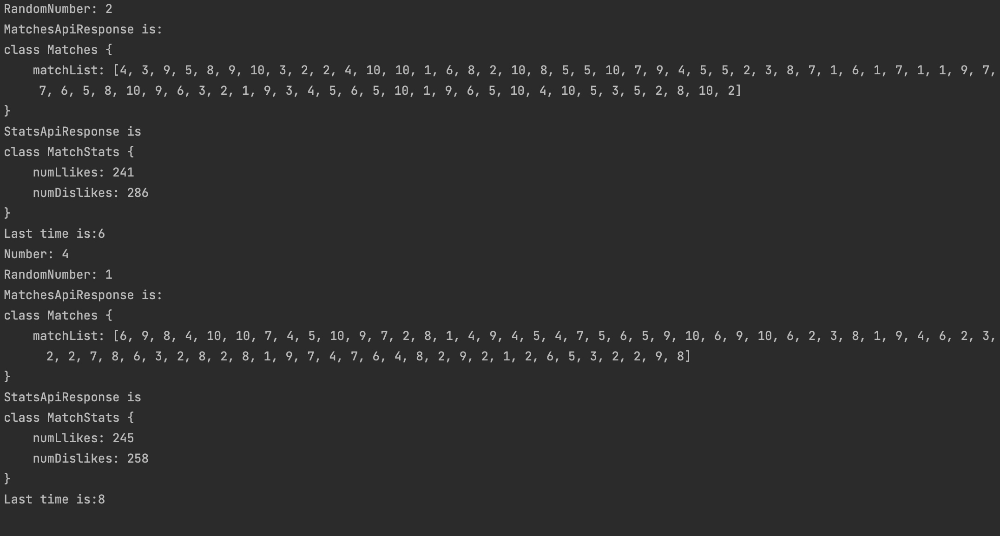 RandomNumber: 2
MatchesApiResponse is:
class Matches {
    matchList: [4, 3, 9, 5, 8, 9, 10, 3, 2, 2, 4, 10, 10, 1, 6, 8, 2, 10, 8, 5, 5, 10, 7, 9, 4, 5, 5, 2, 3, 8, 7, 1, 6, 1, 7, 1, 1, 9, 7,
     7, 6, 5, 8, 10, 9, 6, 3, 2, 1, 9, 3, 4, 5, 6, 5, 10, 1, 9, 6, 5, 10, 4, 10, 5, 3, 5, 2, 8, 10, 2]
}
StatsApiResponse is
class MatchStats {
    numLlikes: 241
    numDislikes: 286
}
Last time is:6
Number: 4
RandomNumber: 1
MatchesApiResponse is:
class Matches {
    matchList: [6, 9, 8, 4, 10, 10, 7, 4, 5, 10, 9, 7, 2, 8, 1, 4, 9, 4, 5, 4, 7, 5, 6, 5, 9, 10, 6, 9, 10, 6, 2, 3, 8, 1, 9, 4, 6, 2, 3,
      2, 2, 7, 8, 6, 3, 2, 8, 2, 8, 1, 9, 7, 4, 7, 6, 4, 8, 2, 9, 2, 1, 2, 6, 5, 3, 2, 2, 9, 8]
}
StatsApiResponse is
class MatchStats {
    numLlikes: 245
    numDislikes: 258
}
Last time is:8